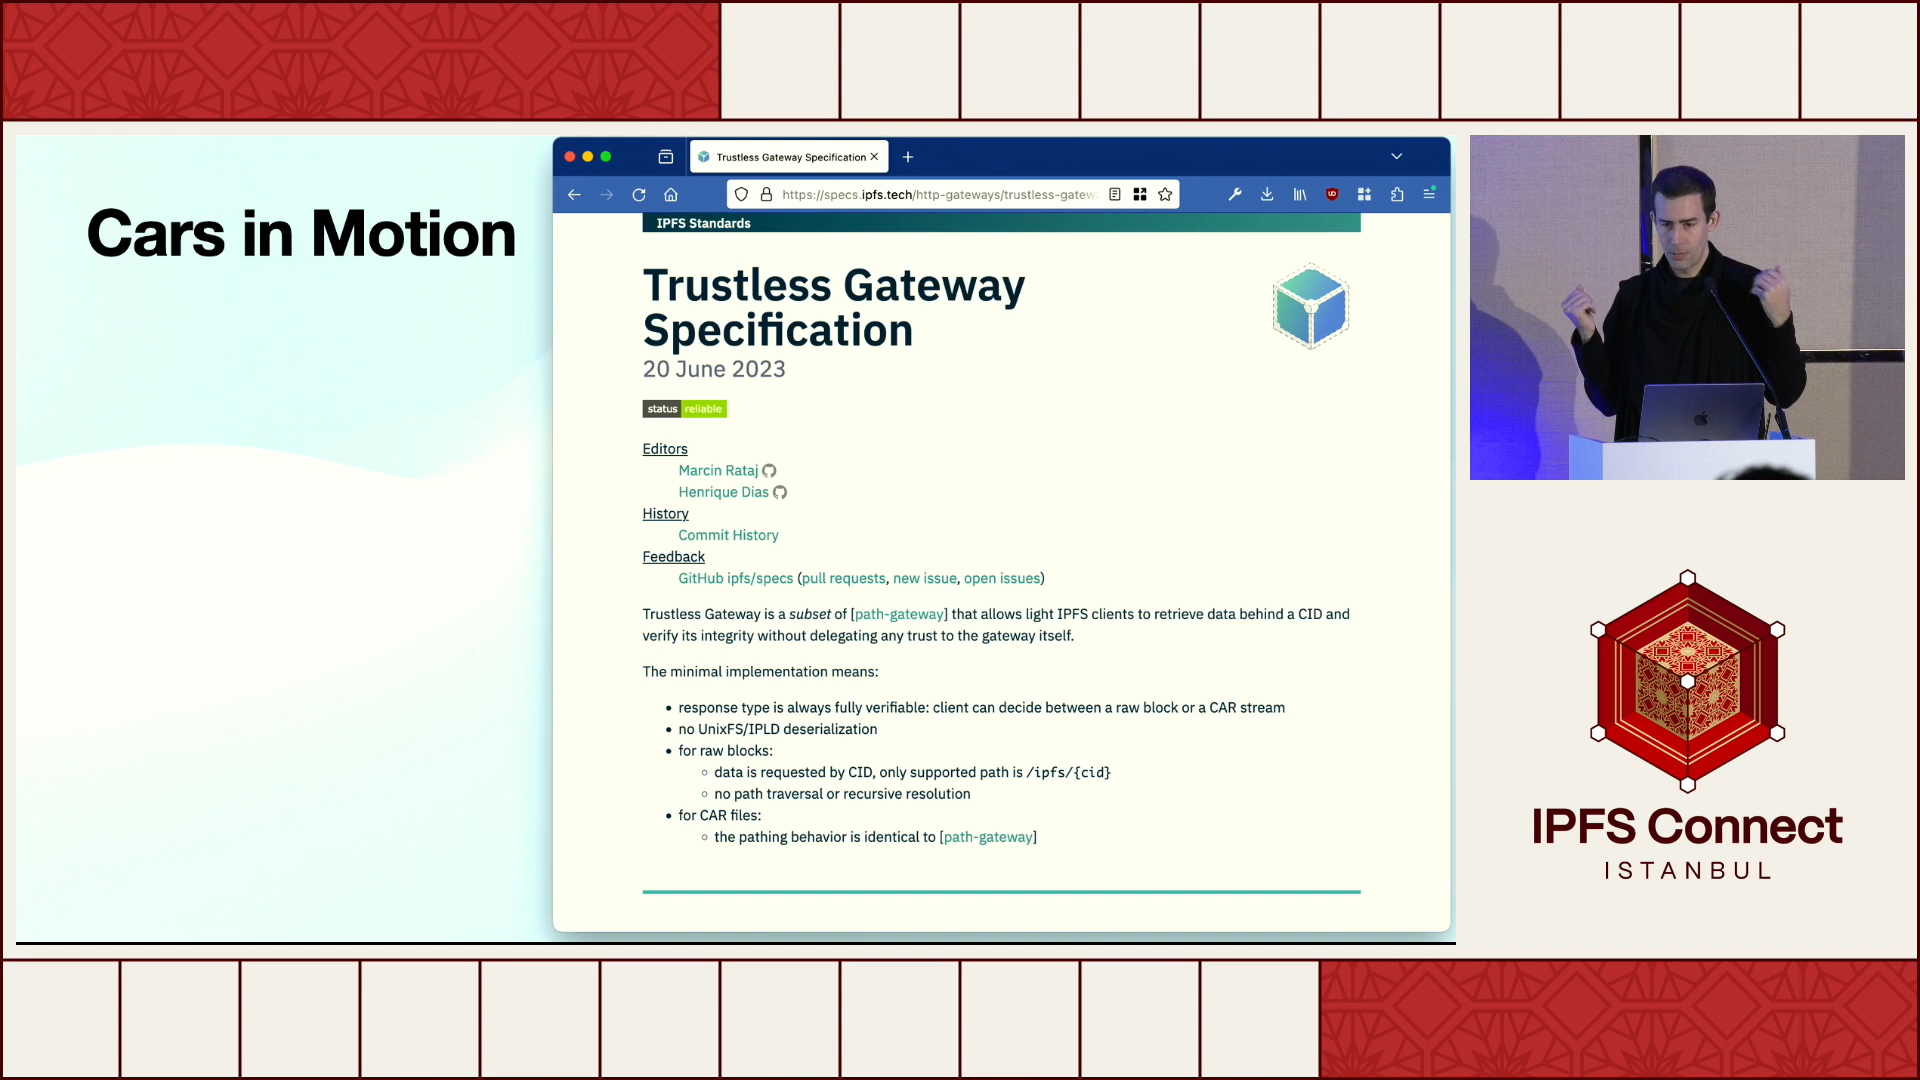 Cars in Motion
Trustless Gateway Specification
https://specs.ipfs.tech/http-gateways/trustless-gatew
IPFS Standards
Trustless Gateway
Specification
20 June 2023
status reliable
Editors
Marcin Rataj
Henrique Dias
History
Commit History
Feedback
GitHub ipfs/specs (pull requests, new issue, open issues)
Trustless Gateway is a subset of [path-gateway] that allows light IPFS clients to retrieve data behind a CID and
verify its integrity without delegating any trust to the gateway itself.
The minimal implementation means:
• response type is always fully verifiable: client can decide between a raw block or a CAR stream
• no UnixFS/IPLD deserialization
• for raw blocks:
◦ data is requested by CID, only supported path is /ipfs/{cid}
◦ no path traversal or recursive resolution
• for CAR files:
◦ the pathing behavior is identical to [path-gateway]
IPFS Connect
ISTANBUL